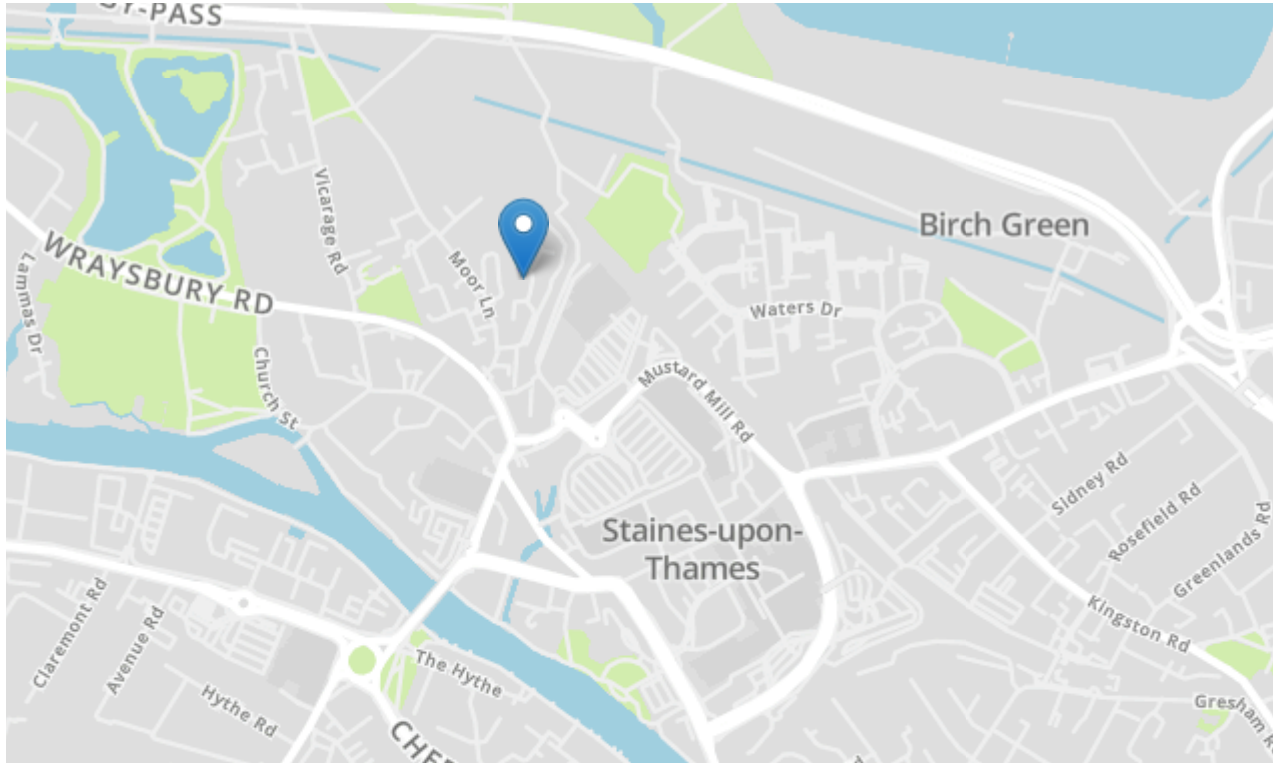 Y-PASS
Vicarage Rd
Birch Green
WRAYSBURY RD
Lammas Dr
Moor Ln
Waters Dr
Church St
Mustard Mill Rd
Sidney Rd
Rosefield Rd
Greenlands Rd
Staines-upon-
Thames
Claremont Rd
Avenue Rd
Kingston Rd
The Hythe
Hythe Rd
Gresham
CHE